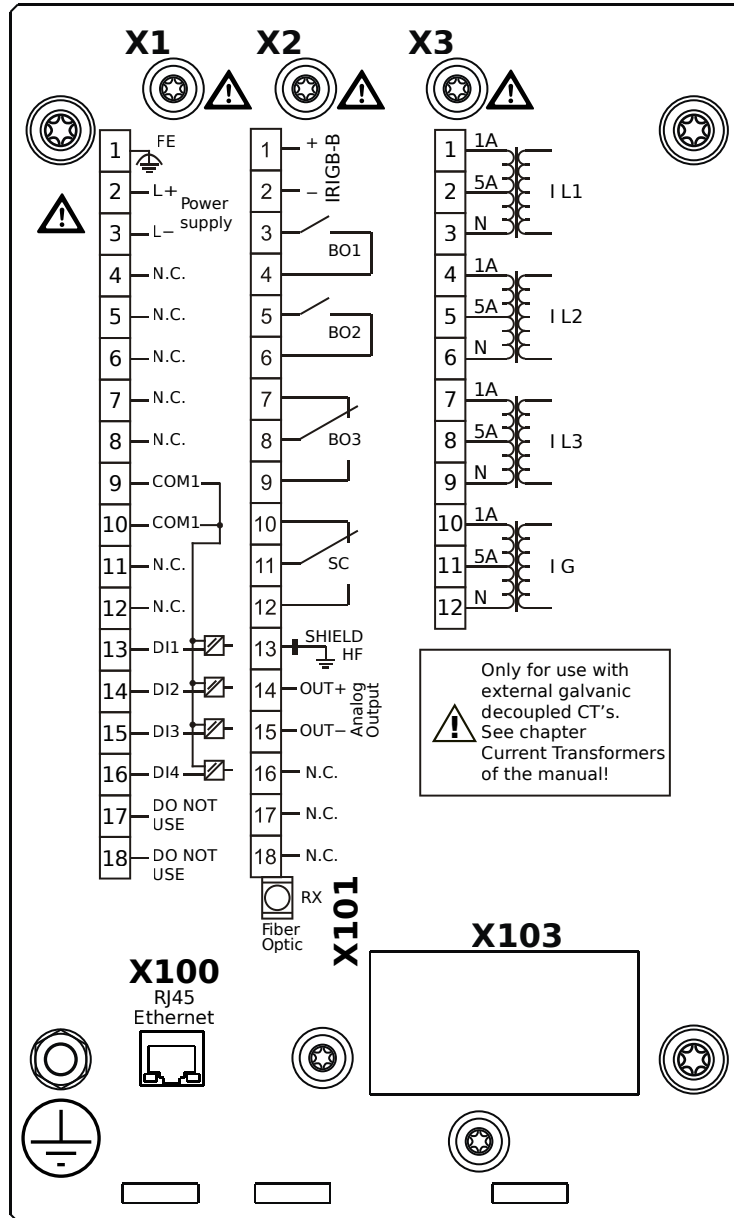 X1
X2
X3
1 FE
2 L+
3 L−
Power
supply
4 N.C.
5 N.C.
6 N.C.
7 N.C.
8 N.C.
9 COM1
10 COM1
11 N.C.
12 N.C.
13 DI1
14 DI2
15 DI3
16 DI4
17 DO NOT
USE
18 DO NOT
USE
1 +
2 −
IRIGB-B
3
BO1
4
5
BO2
6
7
8 BO3
9
10
11 SC
12
13 SHIELD
HF
14 OUT+
15 OUT−
Analog
Output
16 N.C.
17 N.C.
18 N.C.
RX
Fiber
Optic
X101
1 1A
2 5A I L1
3 N
4 1A
5 5A I L2
6 N
7 1A
8 5A I L3
9 N
10 1A
11 5A I G
12 N
Only for use with
external galvanic
decoupled CT's.
See chapter
Current Transformers
of the manual!
X100
RJ45
Ethernet
X103